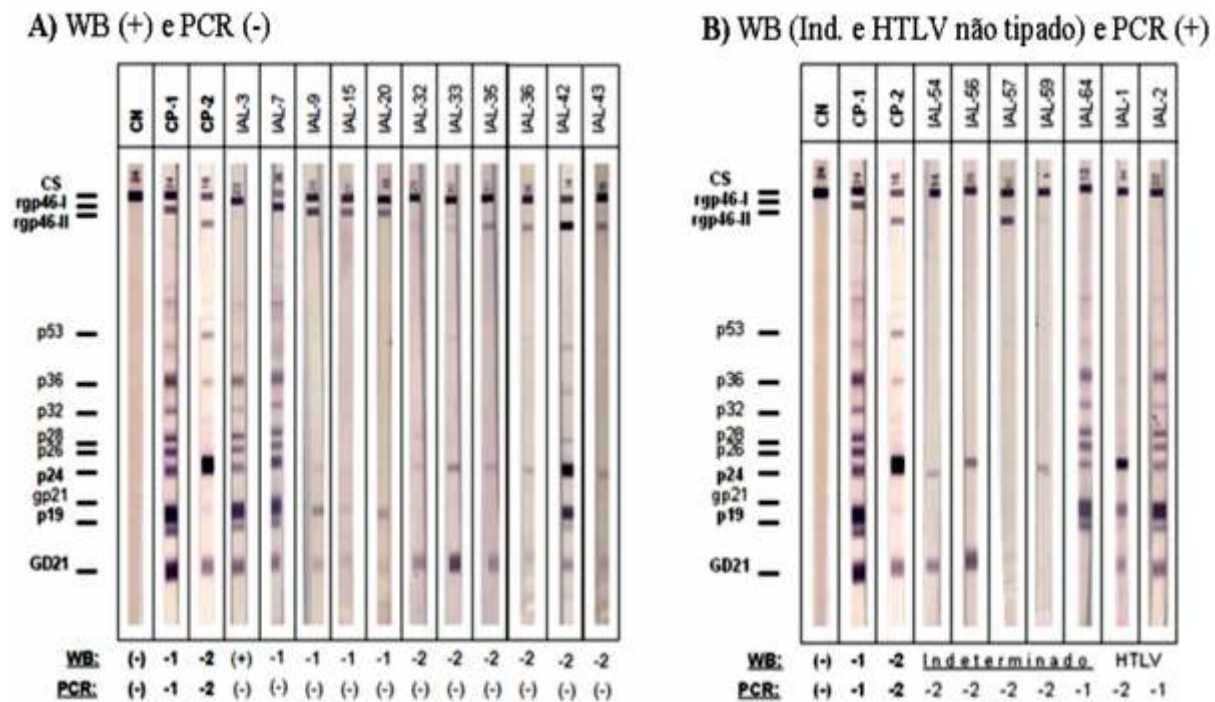 A) WB (+) e PCR (-)
CN CP-1 CP-2 IAL-3 IAL-7 IAL-9 IAL-15 IAL-20 IAL-32 IAL-33 IAL-35 IAL-36 IAL-42 IAL-43
CS
rgp46-I
rgp46-II
p53
p36
p32
p28
p26
p24
gp21
p19
GD21
WB: (-) -1 -2 (+) -1 -1 -1 -1 -2 -2 -2 -2 -2 -2
PCR: (-) -1 -2 (-) (-) (-) (-) (-) (-) (-) (-) (-) (-) (-)
B) WB (Ind. e HTLV não tipado) e PCR (+)
CN CP-1 CP-2 IAL-54 IAL-56 IAL-57 IAL-59 IAL-64 IAL-1 IAL-2
CS
rgp46-I
rgp46-II
p53
p36
p32
p28
p26
p24
gp21
p19
GD21
WB: (-) -1 -2 Indeterminado HTLV
PCR: (-) -1 -2 -2 -2 -2 -2 -1 -2 -1